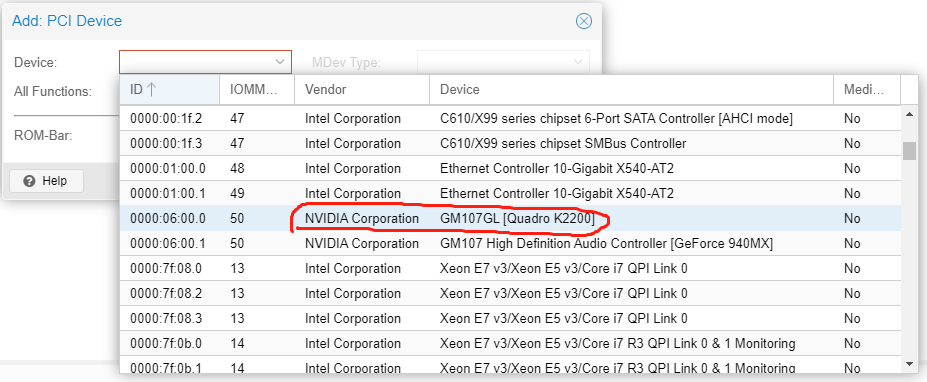 Add: PCI Device
Device:
MDev Type:
All Functions:
ROM-Bar:
Help
ID IOMM... Vendor Device Medi...
0000:00:1f.2 47 Intel Corporation C610/X99 series chipset 6-Port SATA Controller [AHCI mode] No
0000:00:1f.3 47 Intel Corporation C610/X99 series chipset SMBus Controller No
0000:01:00.0 48 Intel Corporation Ethernet Controller 10-Gigabit X540-AT2 No
0000:01:00.1 49 Intel Corporation Ethernet Controller 10-Gigabit X540-AT2 No
0000:06:00.0 50 NVIDIA Corporation GM107GL [Quadro K2200] No
0000:06:00.1 50 NVIDIA Corporation GM107 High Definition Audio Controller [GeForce 940MX] No
0000:7f:08.0 13 Intel Corporation Xeon E7 v3/Xeon E5 v3/Core i7 QPI Link 0 No
0000:7f:08.2 13 Intel Corporation Xeon E7 v3/Xeon E5 v3/Core i7 QPI Link 0 No
0000:7f:08.3 13 Intel Corporation Xeon E7 v3/Xeon E5 v3/Core i7 QPI Link 0 No
0000:7f:0b.0 14 Intel Corporation Xeon E7 v3/Xeon E5 v3/Core i7 R3 QPI Link 0 & 1 Monitoring No
0000:7f:0b.1 14 Intel Corporation Xeon E7 v3/Xeon E5 v3/Core i7 R3 QPI Link 0 & 1 Monitoring No